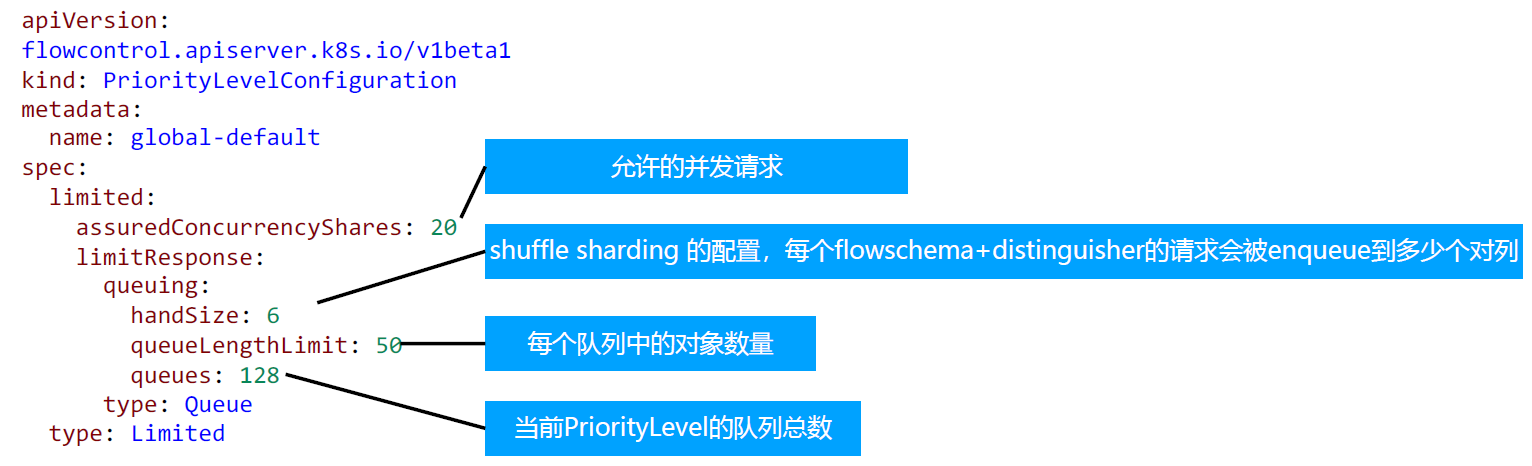 apiVersion:
flowcontrol.apiserver.k8s.io/v1beta1
kind: PriorityLevelConfiguration
metadata:
  name: global-default
spec:
  limited:
    assuredConcurrencyShares: 20
    limitResponse:
      queuing:
        handSize: 6
        queueLengthLimit: 50
        queues: 128
      type: Queue
  type: Limited
允许的并发请求
shuffle sharding 的配置，每个flowschema+distinguisher的请求会被enqueue到多少个对列
每个队列中的对象数量
当前PriorityLevel的队列总数